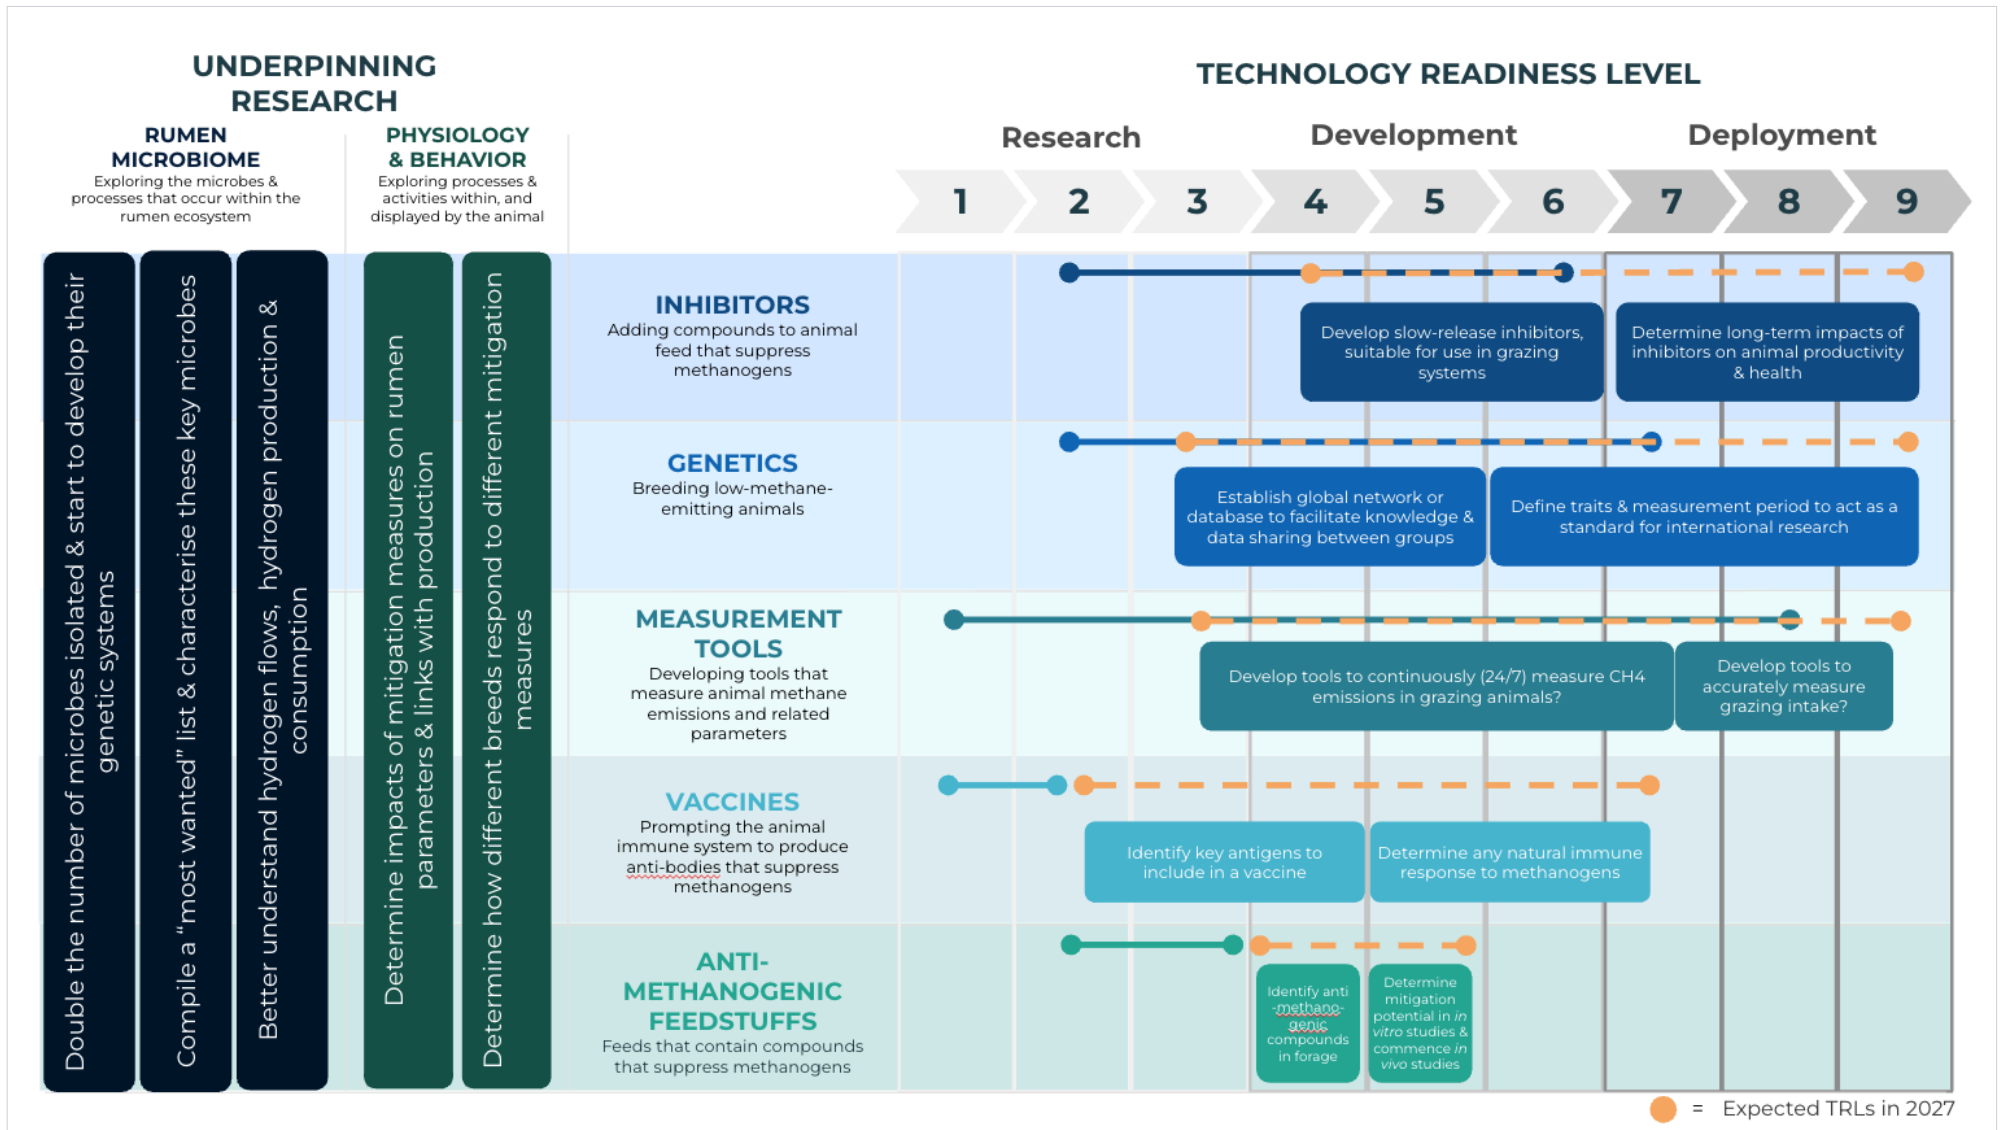 UNDERPINNING
RESEARCH
RUMEN
MICROBIOME
Exploring the microbes &
processes that occur within the
rumen ecosystem
PHYSIOLOGY
& BEHAVIOR
Exploring processes &
activities within, and
displayed by the animal
TECHNOLOGY READINESS LEVEL
Research
Development
Deployment
1
2
3
4
5
6
7
8
9
Double the number of microbes isolated & start to develop their
genetic systems
Compile a “most wanted” list & characterise these key microbes
Better understand hydrogen flows, hydrogen production &
consumption
Determine impacts of mitigation measures on rumen
parameters & links with production
Determine how different breeds respond to different mitigation
measures
INHIBITORS
Adding compounds to animal
feed that suppress
methanogens
Develop slow-release inhibitors,
suitable for use in grazing
systems
Determine long-term impacts of
inhibitors on animal productivity
& health
GENETICS
Breeding low-methane-
emitting animals
Establish global network or
database to facilitate knowledge &
data sharing between groups
Define traits & measurement period to act as a
standard for international research
MEASUREMENT
TOOLS
Developing tools that
measure animal methane
emissions and related
parameters
Develop tools to continuously (24/7) measure CH4
emissions in grazing animals?
Develop tools to
accurately measure
grazing intake?
VACCINES
Prompting the animal
immune system to produce
anti-bodies that suppress
methanogens
Identify key antigens to
include in a vaccine
Determine any natural immune
response to methanogens
ANTI-
METHANOGENIC
FEEDSTUFFS
Feeds that contain compounds
that suppress methanogens
Identify anti
-methano-
genic
compounds
in forage
Determine
mitigation
potential in in
vitro studies &
commence in
vivo studies
= Expected TRLs in 2027